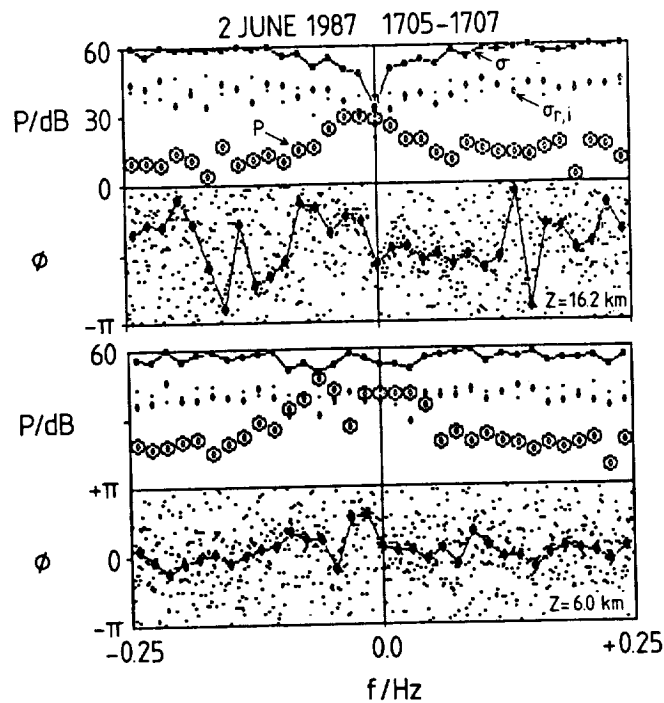 2 JUNE 1987 1705-1707
60
P/dB
30
0
P
σ
σr,i
ϕ
-π
Z=16.2 km
60
P/dB
+π
ϕ
0
-π
Z=6.0 km
-0.25
0.0
+0.25
f/Hz